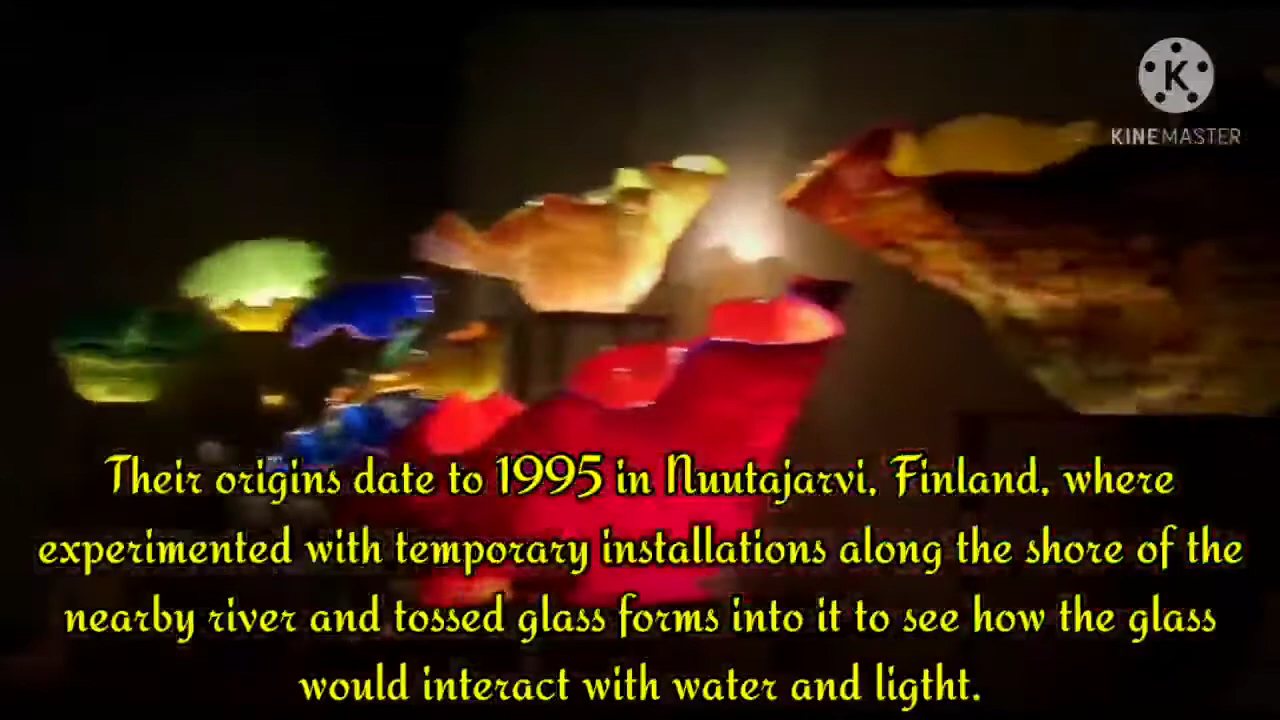 K
KINEMASTER
Their origins date to 1995 in Nuutajarvi, Finland, where
experimented with temporary installations along the shore of the
nearby river and tossed glass forms into it to see how the glass
would interact with water and ligtht.